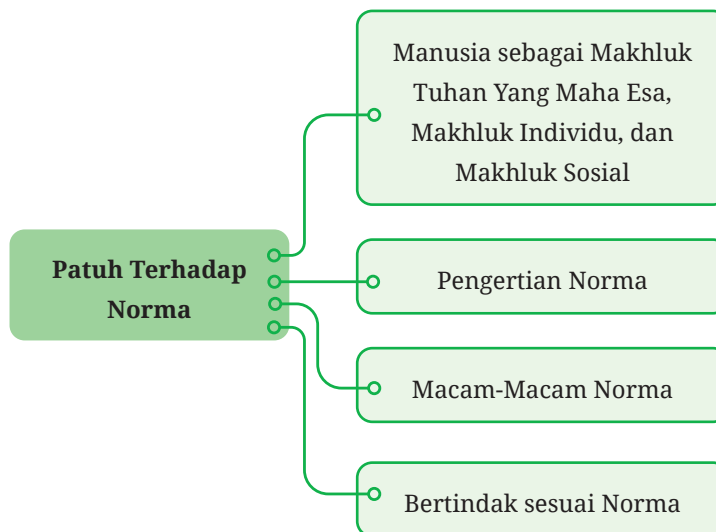 Manusia sebagai Makhluk
Tuhan Yang Maha Esa,
Makhluk Individu, dan
Makhluk Sosial
Patuh Terhadap
Norma
Pengertian Norma
Macam-Macam Norma
Bertindak sesuai Norma